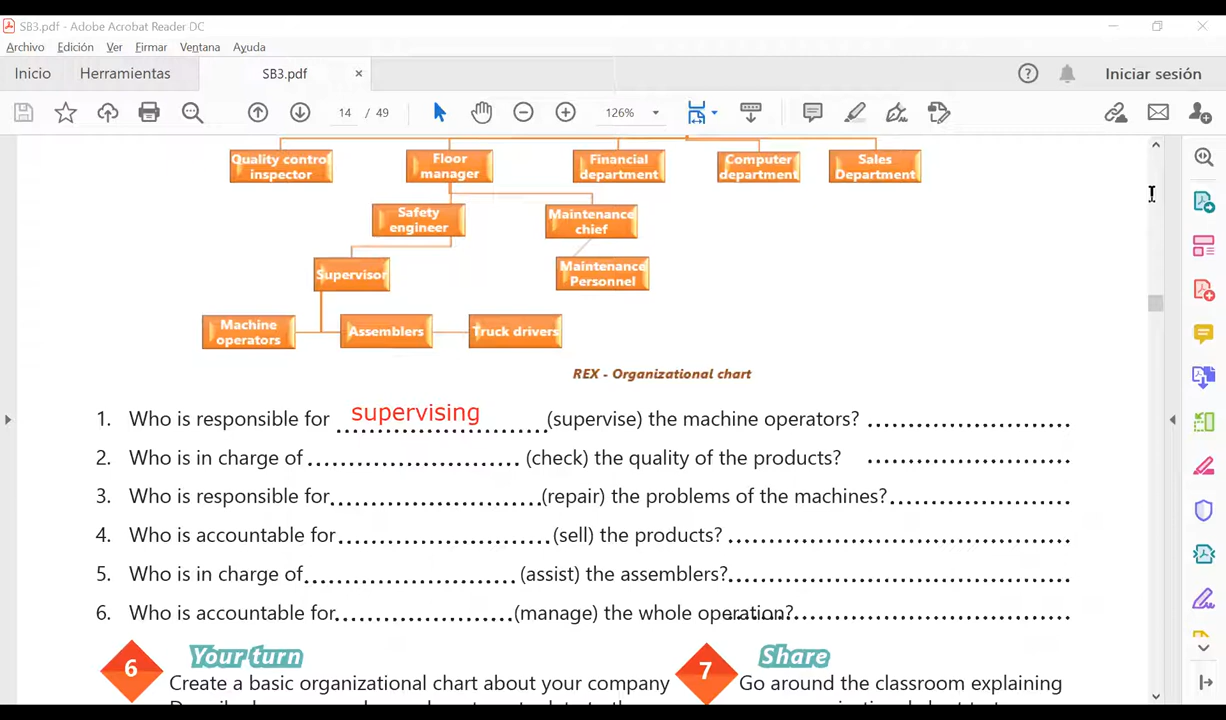 SB3.pdf - Adobe Acrobat Reader DC
Archivo Edición Ver Firmar Ventana Ayuda
Inicio Herramientas SB3.pdf × Iniciar sesión
14 / 49 126%
Quality control inspector
Floor manager
Financial department
Computer department
Sales Department
Safety engineer
Maintenance chief
Supervisor
Maintenance Personnel
Machine operators
Assemblers
Truck drivers
REX - Organizational chart
1. Who is responsible for supervising (supervise) the machine operators? ..............................
2. Who is in charge of ................................ (check) the quality of the products? ..............................
3. Who is responsible for................................(repair) the problems of the machines?...........................
4. Who is accountable for................................(sell) the products? ...................................................
5. Who is in charge of................................ (assist) the assemblers?...................................................
6. Who is accountable for...........................(manage) the whole operation?..........................................
6 Your turn
Create a basic organizational chart about your company
7 Share
Go around the classroom explaining